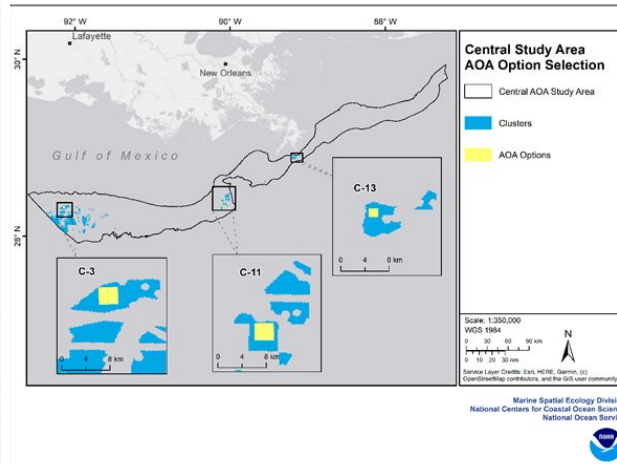 92° W
90° W
88° W
Lafayette
30° N
New Orleans
Gulf of Mexico
28° N
C-13
0 4 8 km
C-3
0 4 8 km
C-11
0 4 8 km
Central Study Area
AOA Option Selection
Central AOA Study Area
Clusters
AOA Options
Scale: 1:350,000
WGS 1984
0 30 60 90 km
0 10 20 30 nm
N
Service Layer Credits: Esri, HERE, Garmin, (c)
OpenStreetMap contributors, and the GIS user community
Marine Spatial Ecology Divisi
National Centers for Coastal Ocean Scien
National Ocean Servi
NOAA